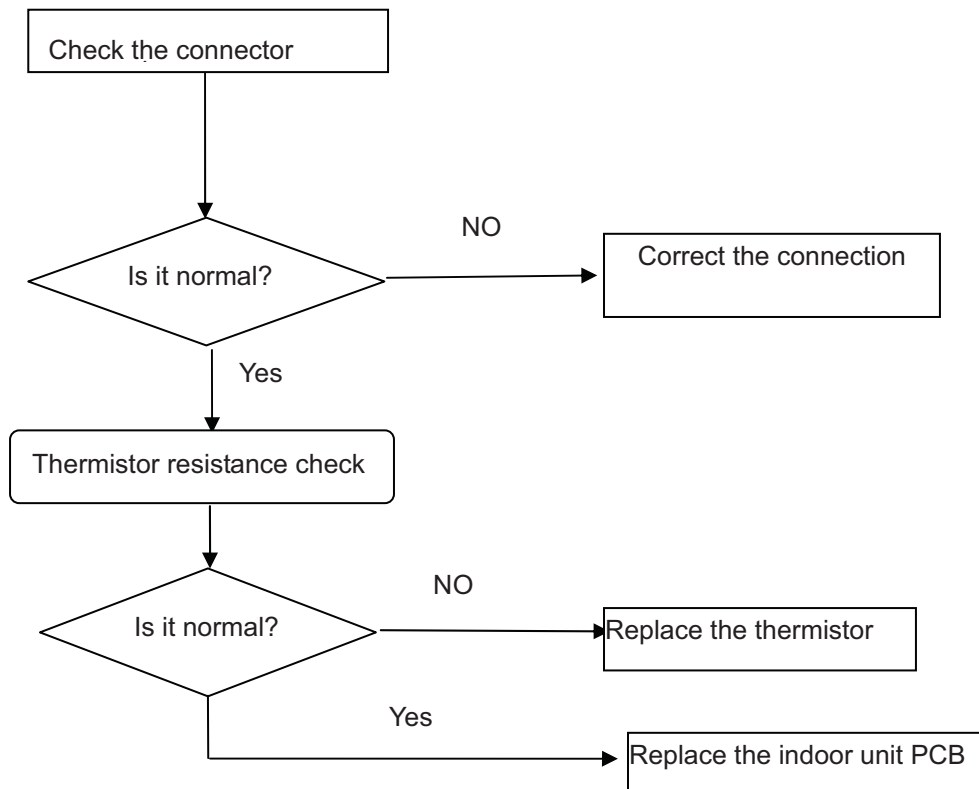 Check the connector
NO
Is it normal?
Correct the connection
Yes
Thermistor resistance check
NO
Is it normal?
Replace the thermistor
Yes
Replace the indoor unit PCB